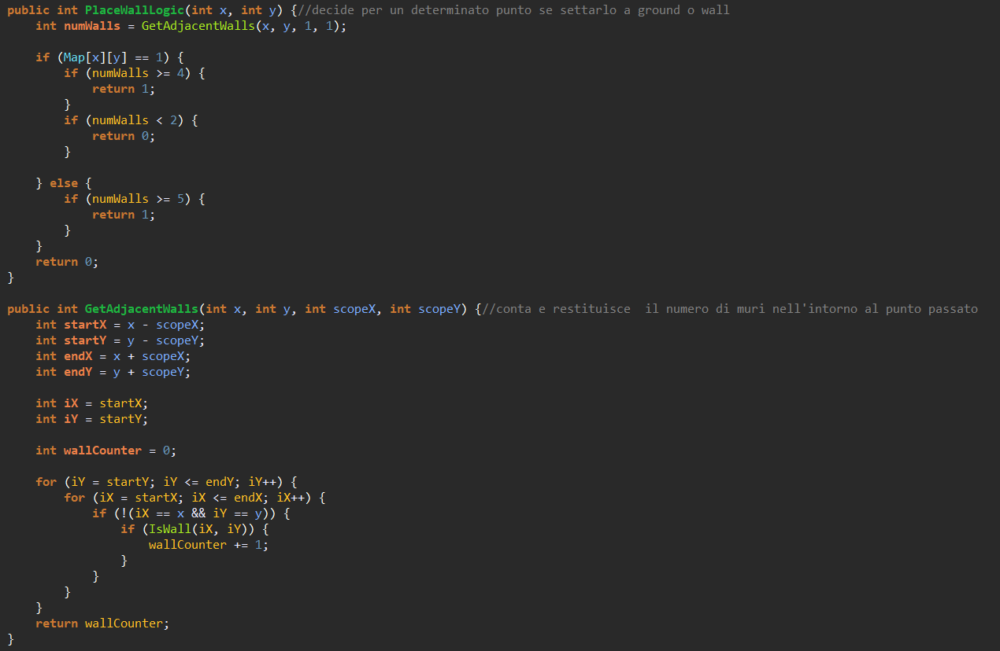 public int PlaceWallLogic(int x, int y) {//decide per un determinato punto se settarlo a ground o wall
    int numWalls = GetAdjacentWalls(x, y, 1, 1);

    if (Map[x][y] == 1) {
        if (numWalls >= 4) {
            return 1;
        }
        if (numWalls < 2) {
            return 0;
        }

    } else {
        if (numWalls >= 5) {
            return 1;
        }
    }
    return 0;
}

public int GetAdjacentWalls(int x, int y, int scopeX, int scopeY) {//conta e restituisce  il numero di muri nell'intorno al punto passato
    int startX = x - scopeX;
    int startY = y - scopeY;
    int endX = x + scopeX;
    int endY = y + scopeY;

    int iX = startX;
    int iY = startY;

    int wallCounter = 0;

    for (iY = startY; iY <= endY; iY++) {
        for (iX = startX; iX <= endX; iX++) {
            if (!(iX == x && iY == y)) {
                if (IsWall(iX, iY)) {
                    wallCounter += 1;
                }
            }
        }
    }
    return wallCounter;
}